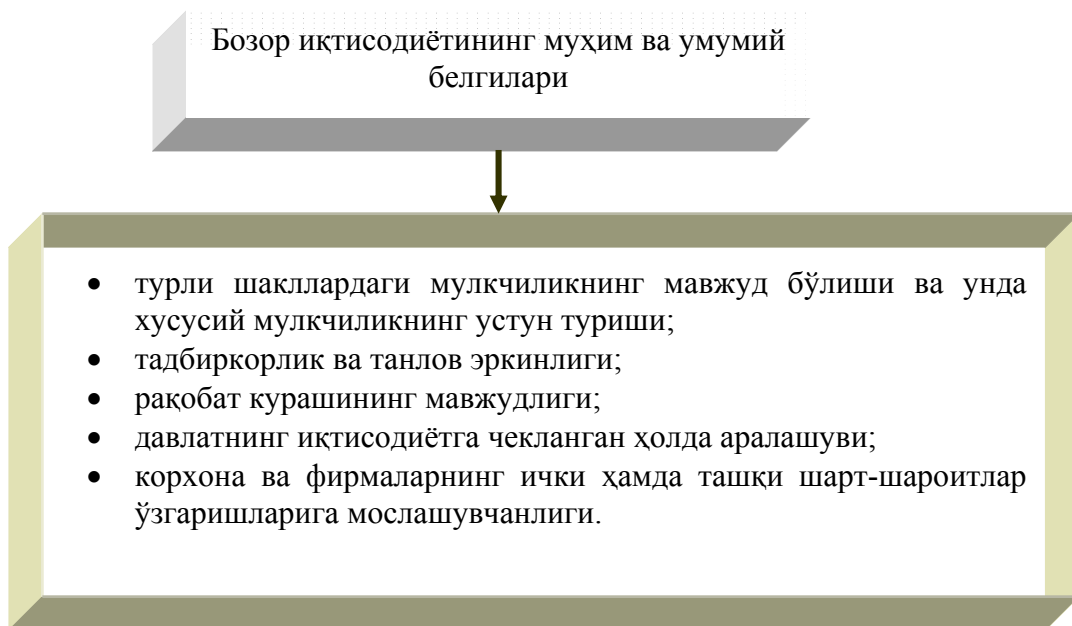 Бозор иқтисодиётининг муҳим ва умумий
белгилари
• турли шакллардаги мулкчиликнинг мавжуд бўлиши ва унда
хусусий мулкчиликнинг устун туриши;
• тадбиркорлик ва танлов эркинлиги;
• рақобат курашининг мавжудлиги;
• давлатнинг иқтисодиётга чекланган ҳолда аралашуви;
• корхона ва фирмаларнинг ички ҳамда ташқи шарт-шароитлар
ўзгаришларига мослашувчанлиги.